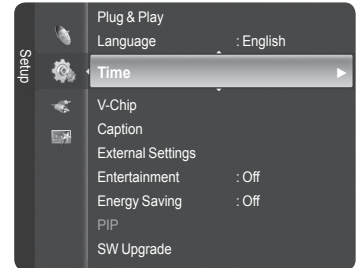 Setup
Plug & Play
Language : English
Time
V-Chip
Caption
External Settings
Entertainment : Off
Energy Saving : Off
PIP
SW Upgrade